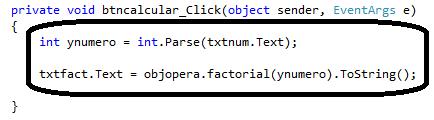 private void btncalcular_Click(object sender, EventArgs e)
{
int ynumero = int.Parse(txtnum.Text);
txtfact.Text = objopera.factorial(ynumero).ToString();
}